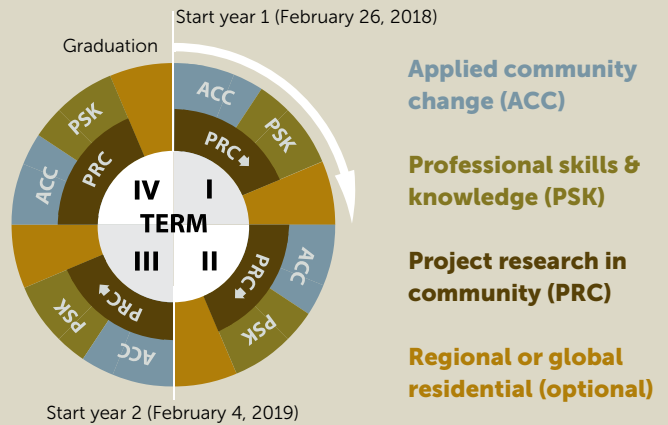 Start year 1 (February 26, 2018)
Graduation
ACC
PSK
PRC
PSK
ACC
PRC
IV
I
TERM
III
II
ACC
PRC
PSK
PRC
PSK
ACC
Start year 2 (February 4, 2019)
Applied community
change (ACC)
Professional skills &
knowledge (PSK)
Project research in
community (PRC)
Regional or global
residential (optional)